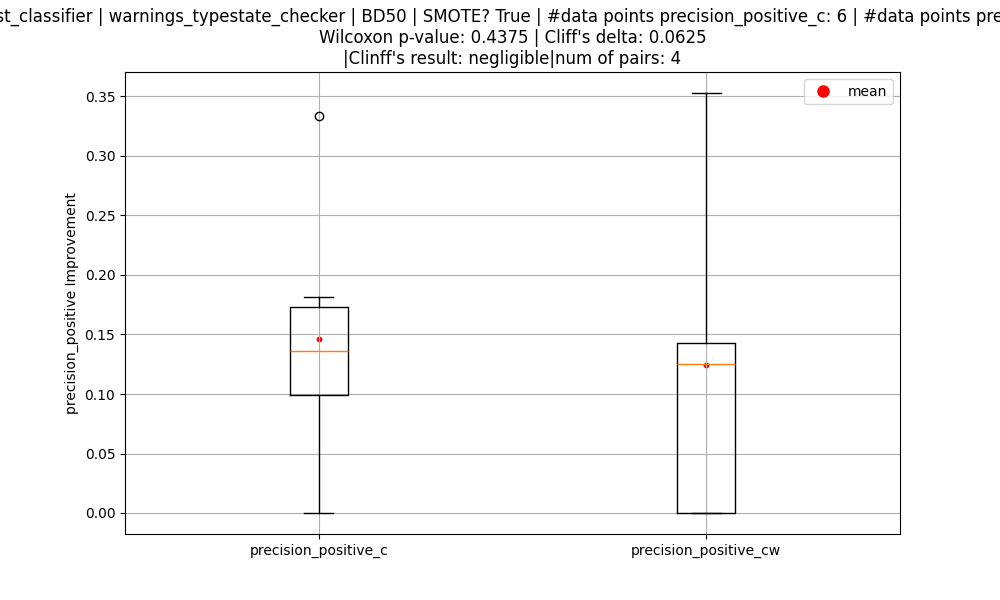 | warnings_typestate_checker | BD50 | SMOTE? True | #data points precision_positive_c: 6 | #data points
Wilcoxon p-value: 0.4375 | Cliff's delta: 0.0625
|Clinff's result: negligible|num of pairs: 4
mean
0.35
0.30
0.25
0.20
0.15
0.10
0.05
0.00
precision_positive Improvement
precision_positive_c
precision_positive_cw